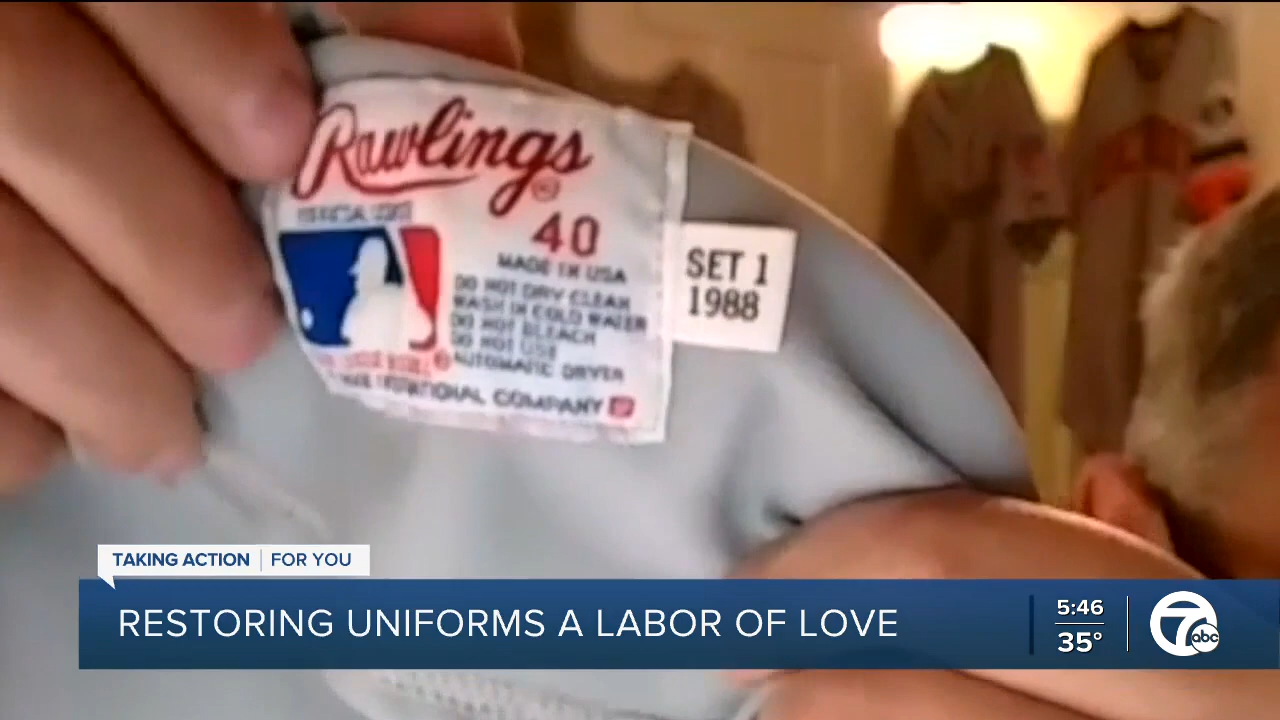 Rawlings
40
MADE IN USA
DO NOT DRY CLEAN
WASH IN COLD WATER
DO NOT BLEACH
DO NOT USE
AUTOMATIC DRYER
COMPANY
SET 1
1988
TAKING ACTION | FOR YOU
RESTORING UNIFORMS A LABOR OF LOVE
5:46
35°
7 abc